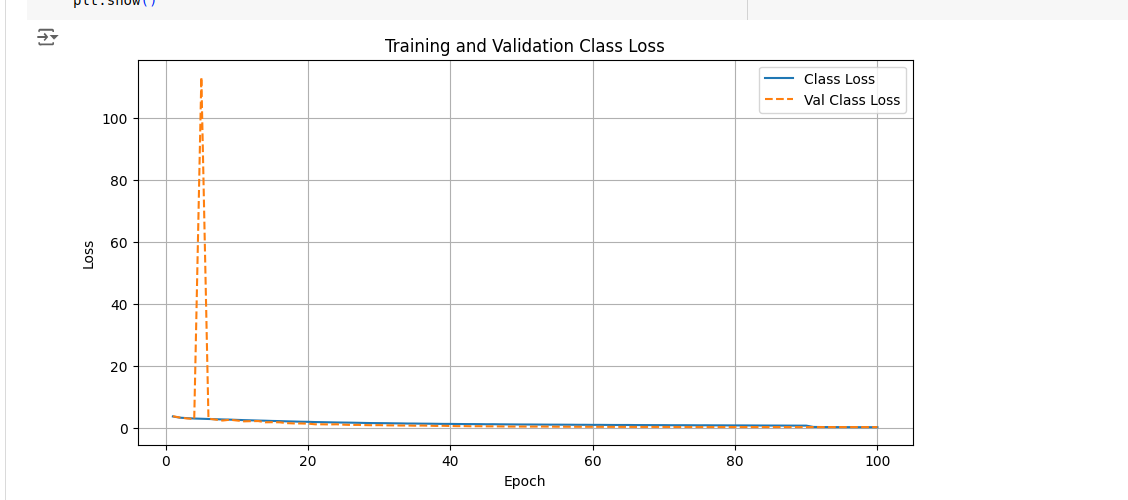 plt.show()
Training and Validation Class Loss
Class Loss
Val Class Loss
100
80
60
40
20
0
Loss
0 20 40 60 80 100
Epoch